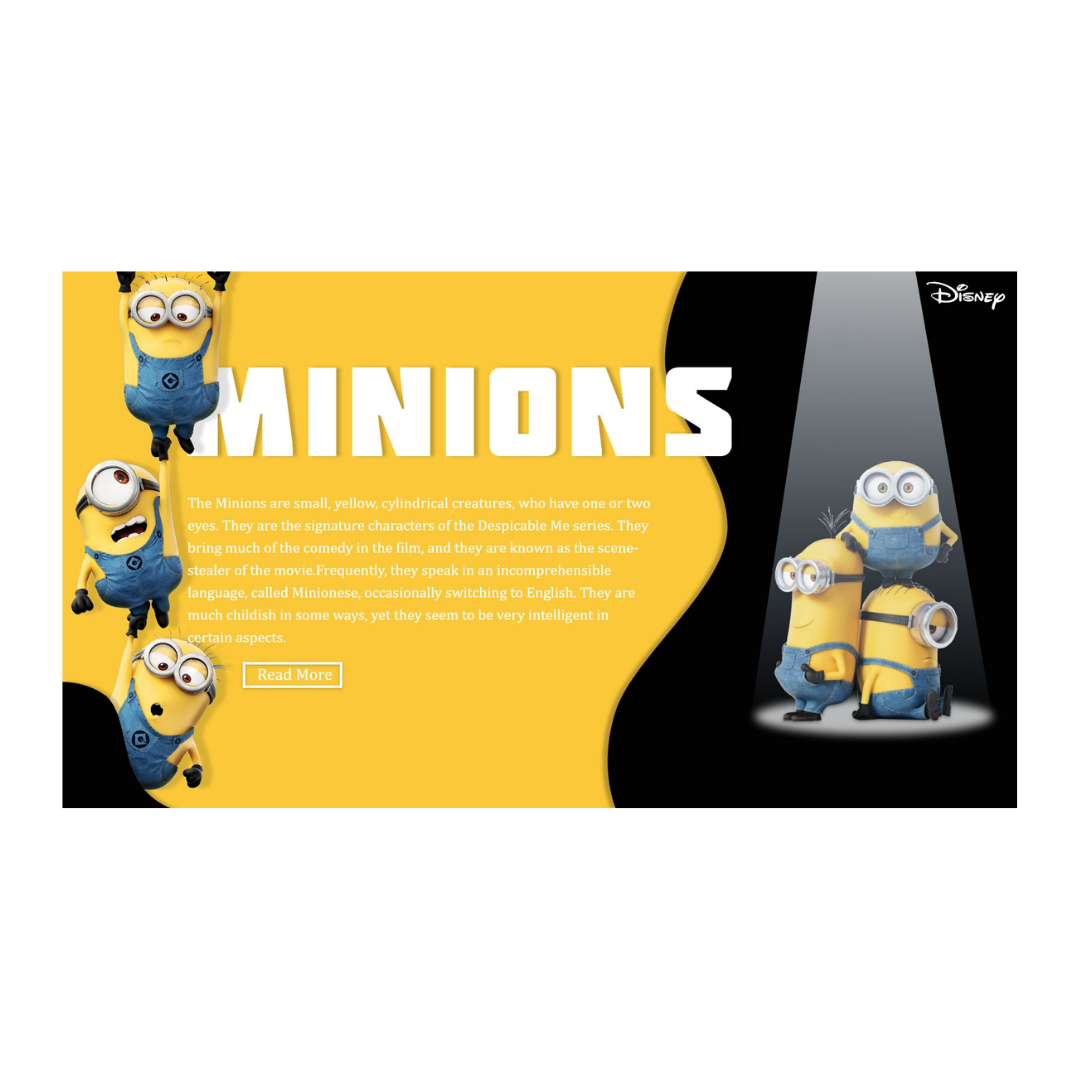 Disney
MINIONS
The Minions are small, yellow, cylindrical creatures, who have one or two
eyes. They are the signature characters of the Despicable Me series. They
bring much of the comedy in the film, and they are known as the scene-
stealer of the movie.Frequently, they speak in an incomprehensible
language, called Minionese, occasionally switching to English. They are
much childish in some ways, yet they seem to be very intelligent in
certain aspects.
Read More